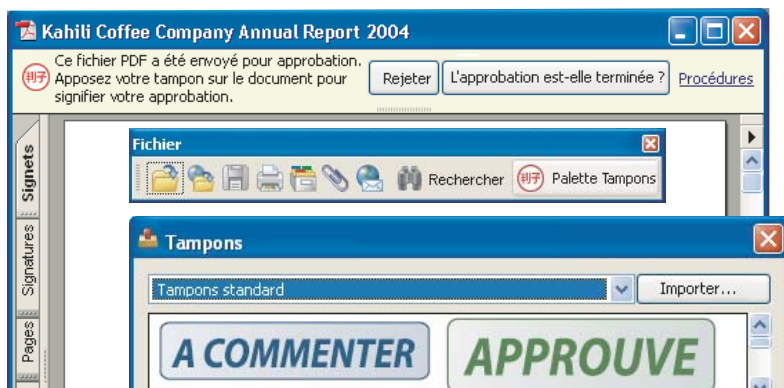 Kahili Coffee Company Annual Report 2004
Ce fichier PDF a été envoyé pour approbation.
Apposez votre tampon sur le document pour
signifier votre approbation.
Rejeter
L'approbation est-elle terminée ?
Procédures
Signets
Signatures
Pages
Fichier
Rechercher
Palette Tampons
Tampons
Tampons standard
Importer...
A COMMENTER
APPROUVE